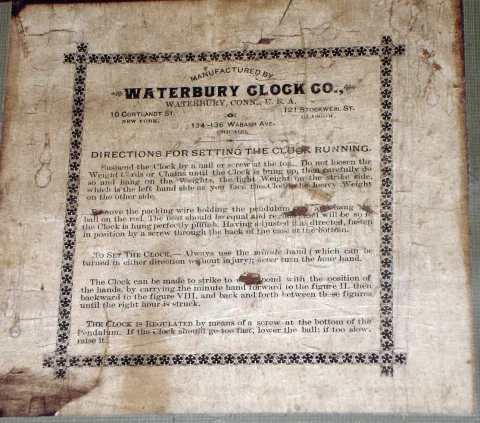 MANUFACTURED BY
WATERBURY CLOCK CO.,
WATERBURY, CONN., U. S. A.
10 CORTLANDT ST. 121 STOCKWELL ST.
NEW YORK. GLASGOW.
134-136 WABASH AVE.
CHICAGO.
DIRECTIONS FOR SETTING THE CLOCK RUNNING.
Suspend the Clock by a nail or screw at the top. Do not loosen the
Weight Cords or Chains until the Clock is hung up, then carefully do
so and hang on the Weights, the light Weight on the strike side,
which is the left hand side as you face the Clock, the heavy Weight
on the other side.
Remove the packing wire holding the pendulum hang
ball on the rod. The beat should be equal and will be so if
the Clock is hung perfectly plumb. Having adjusted it as directed, fasten
in position by a screw through the back of the case at the bottom.
TO SET THE CLOCK.—Always use the minute hand (which can be
turned in either direction without injury); never turn the hour hand.
The Clock can be made to strike to pond with the position of
the hands, by carrying the minute hand forward to the figure II, then
backward to the figure VIII, and back and forth between these figures
until the right hour is struck.
THE CLOCK IS REGULATED by means of a screw at the bottom of the
Pendulum. If the Clock should go too fast, lower the ball; if too slow,
raise it.